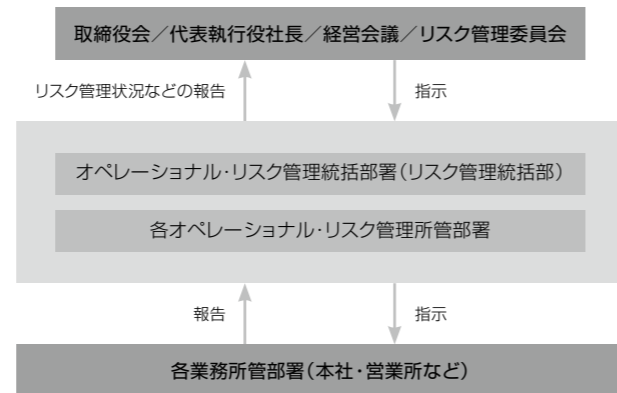 取締役会／代表執行役社長／経営会議／リスク管理委員会
リスク管理状況などの報告
指示
オペレーショナル・リスク管理統括部署（リスク管理統括部）
各オペレーショナル・リスク管理所管部署
報告
指示
各業務所管部署（本社・営業所など）